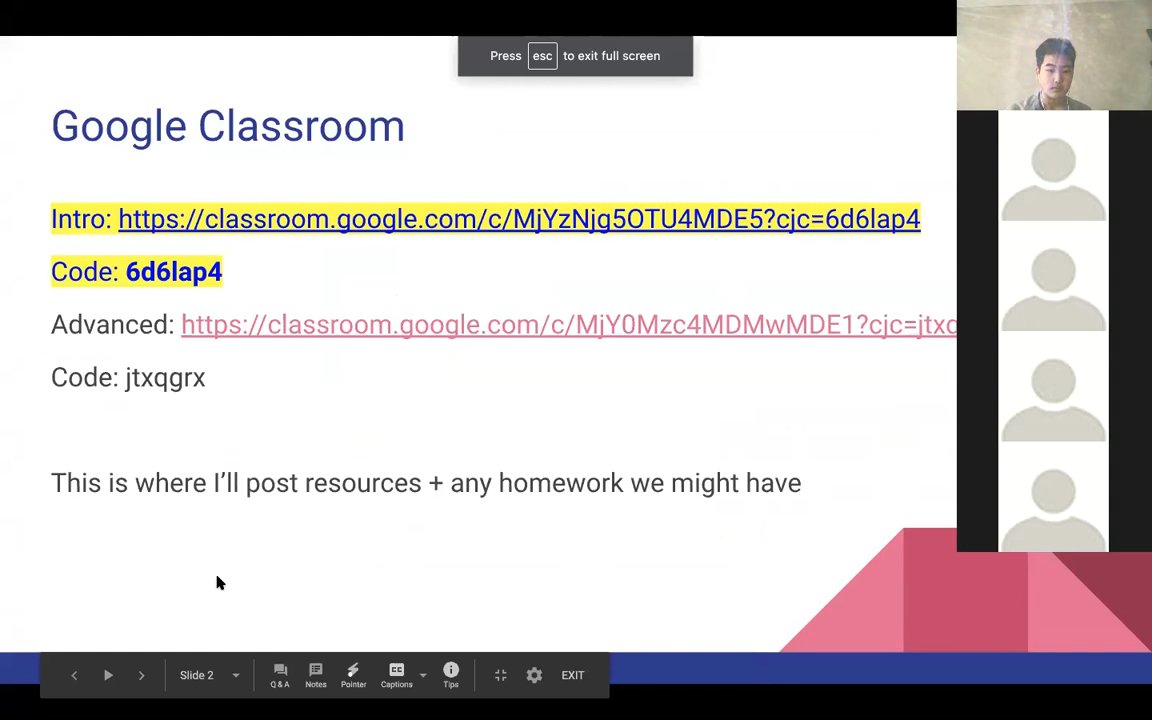 Press esc to exit full screen
Google Classroom
Intro: https://classroom.google.com/c/MjYzNjg5OTU4MDE5?cjc=6d6lap4
Code: 6d6lap4
Advanced: https://classroom.google.com/c/MjY0Mzc4MDMwMDE1?cjc=jtxq
Code: jtxqgrx
This is where I’ll post resources + any homework we might have
Slide 2 Q & A Notes Pointer CC Captions Tips EXIT